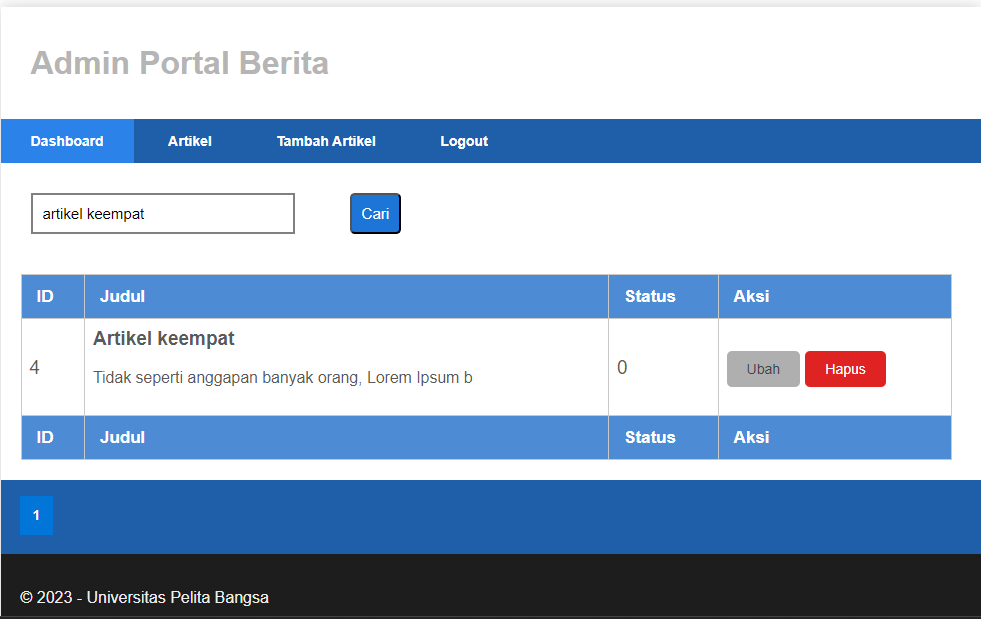 Admin Portal Berita
Dashboard Artikel Tambah Artikel Logout
artikel keempat Cari
ID Judul Status Aksi
Artikel keempat
4 Tidak seperti anggapan banyak orang, Lorem Ipsum b 0 Ubah Hapus
ID Judul Status Aksi
1
© 2023 - Universitas Pelita Bangsa